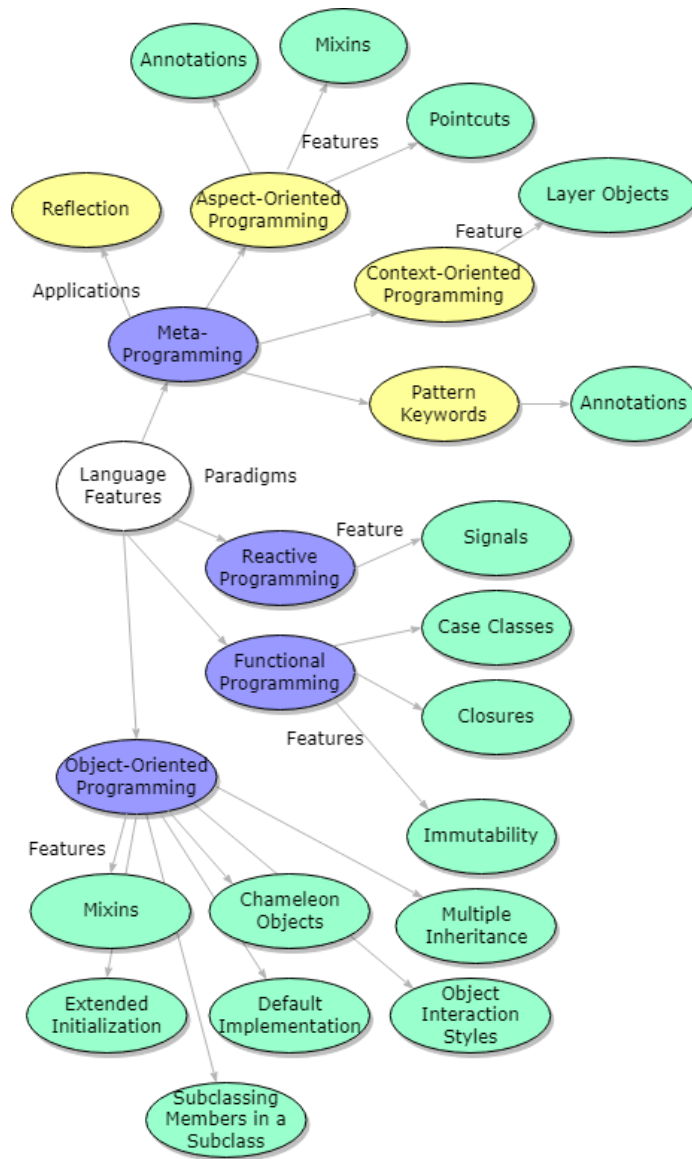 Mixins
Annotations
Pointcuts
Features
Layer Objects
Reflection
Aspect-Oriented
Programming
Feature
Context-Oriented
Programming
Applications
Meta-
Programming
Pattern
Keywords
Annotations
Language
Features
Paradigms
Feature
Signals
Reactive
Programming
Case Classes
Functional
Programming
Closures
Features
Object-Oriented
Programming
Immutability
Features
Mixins
Chameleon
Objects
Multiple
Inheritance
Extended
Initialization
Default
Implementation
Object
Interaction
Styles
Subclassing
Members in a
Subclass